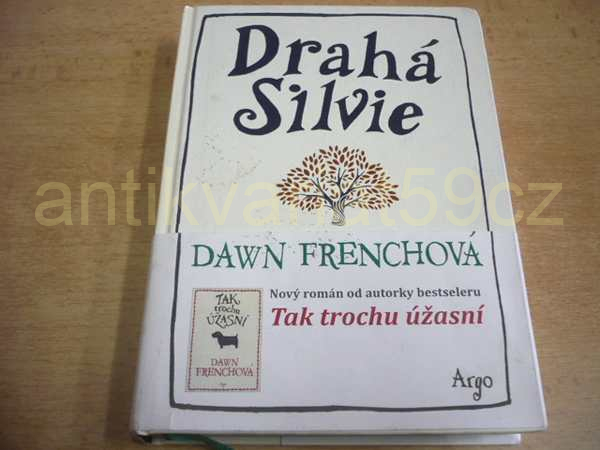 Drahá
Silvie
antikvariat59cz
DAWN FRENCHOVÁ
Nový román od autorky bestseleru
Tak trochu úžasní
TAK
trochu
ÚŽASNÍ
DAWN
FRENCHOVÁ
Argo